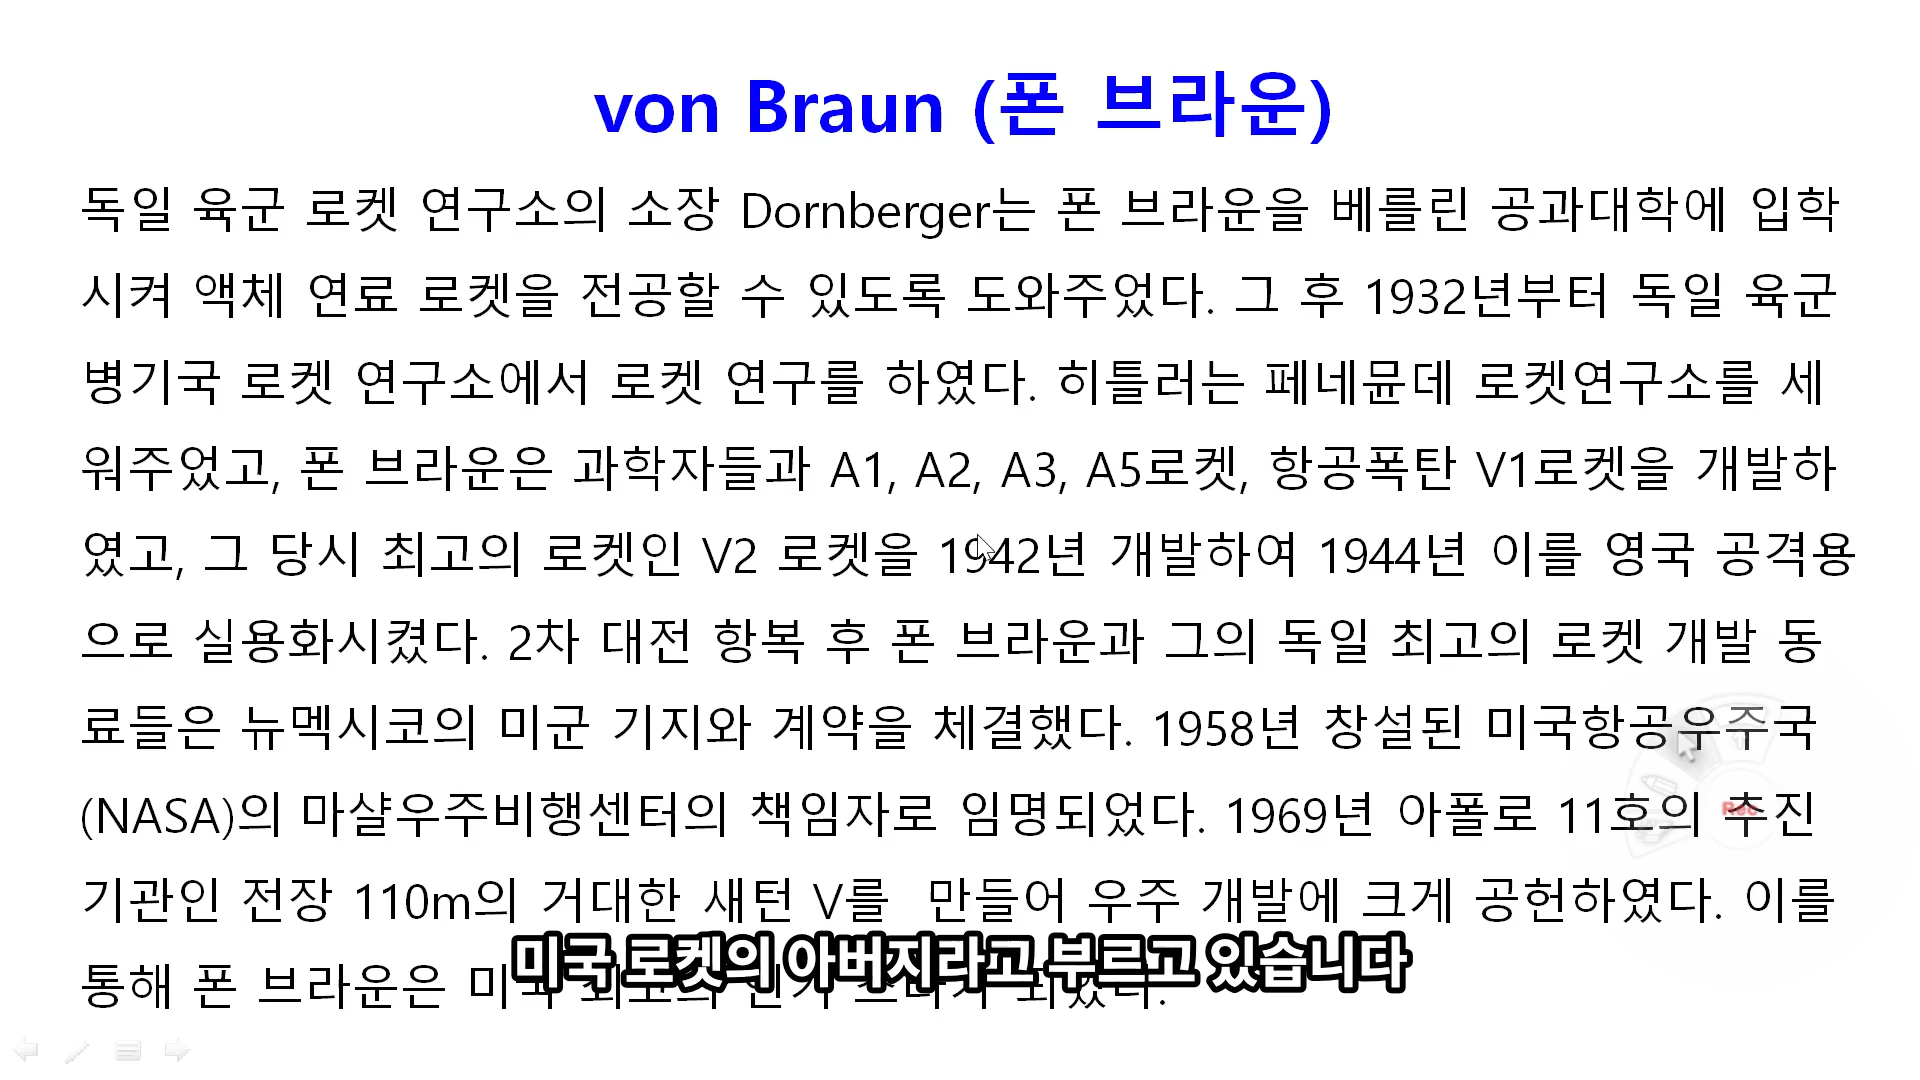 von Braun (폰 브라운)
독일 육군 로켓 연구소의 소장 Dornberger는 폰 브라운을 베를린 공과대학에 입학
시켜 액체 연료 로켓을 전공할 수 있도록 도와주었다. 그 후 1932년부터 독일 육군
병기국 로켓 연구소에서 로켓 연구를 하였다. 히틀러는 페네뮨데 로켓연구소를 세
워주었고, 폰 브라운은 과학자들과 A1, A2, A3, A5로켓, 항공폭탄 V1로켓을 개발하
였고, 그 당시 최고의 로켓인 V2 로켓을 1942년 개발하여 1944년 이를 영국 공격용
으로 실용화시켰다. 2차 대전 항복 후 폰 브라운과 그의 독일 최고의 로켓 개발 동
료들은 뉴멕시코의 미군 기지와 계약을 체결했다. 1958년 창설된 미국항공우주국
(NASA)의 마샬우주비행센터의 책임자로 임명되었다. 1969년 아폴로 11호의 추진
Rec
기관인 전장 110m의 거대한 새턴 V를 만들어 우주 개발에 크게 공헌하였다. 이를
미국 로켓의 아버지라고 부르고 있습니다
통해 폰 브라운은